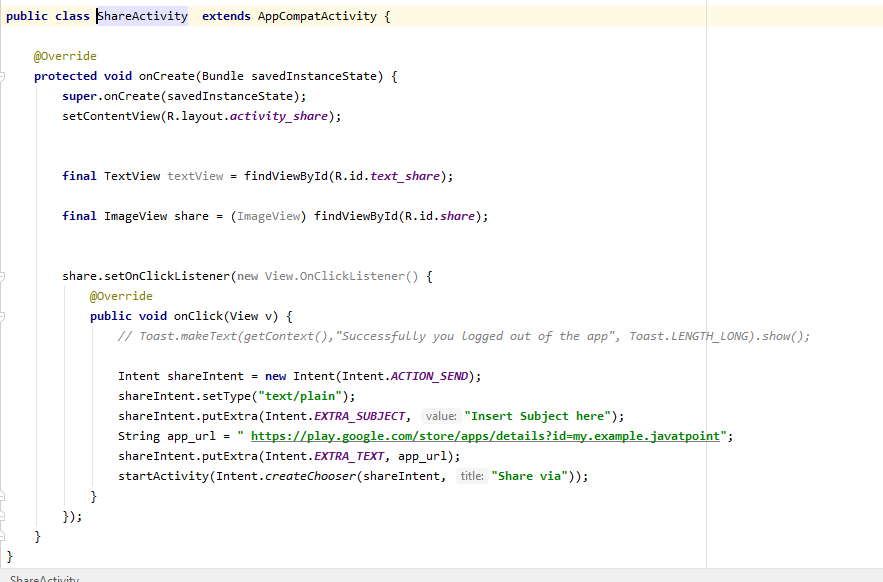 public class ShareActivity  extends AppCompatActivity {
@Override
protected void onCreate(Bundle savedInstanceState) {
super.onCreate(savedInstanceState);
setContentView(R.layout.activity_share);
final TextView textView = findViewById(R.id.text_share);
final ImageView share = (ImageView) findViewById(R.id.share);
share.setOnClickListener(new View.OnClickListener() {
@Override
public void onClick(View v) {
// Toast.makeText(getContext(),"Successfully you logged out of the app", Toast.LENGTH_LONG).show();
Intent shareIntent = new Intent(Intent.ACTION_SEND);
shareIntent.setType("text/plain");
shareIntent.putExtra(Intent.EXTRA_SUBJECT, value: "Insert Subject here");
String app_url = " https://play.google.com/store/apps/details?id=my.example.javatpoint";
shareIntent.putExtra(Intent.EXTRA_TEXT, app_url);
startActivity(Intent.createChooser(shareIntent, title: "Share via"));
}
});
}
}
ShareActivity